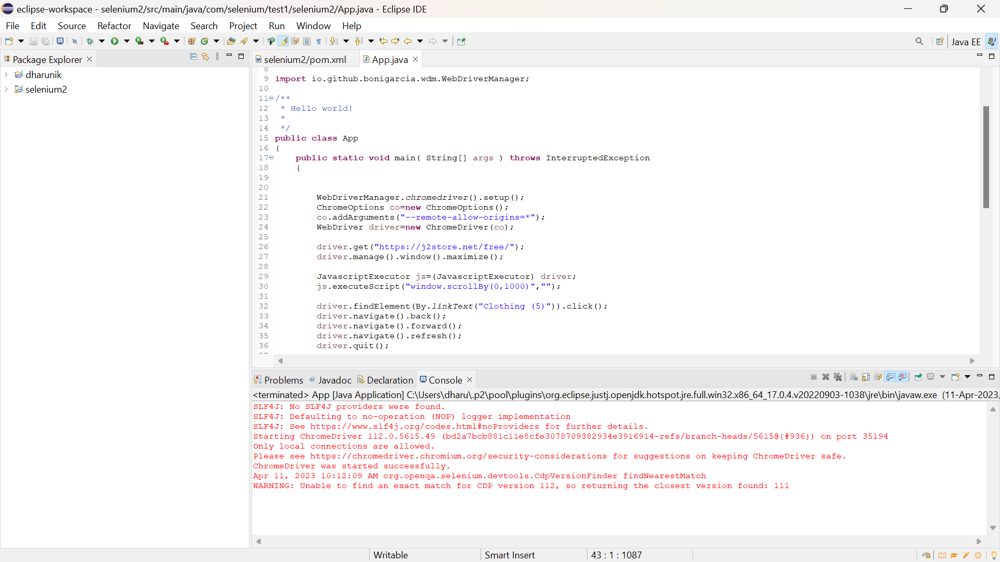 eclipse-workspace - selenium2/src/main/java/com/selenium/test1/selenium2/App.java - Eclipse IDE
File Edit Source Refactor Navigate Search Project Run Window Help
Java EE
Package Explorer
dharunik
selenium2
selenium2/pom.xml App.java
8
9 import io.github.bonigarcia.wdm.WebDriverManager;
10
11 /**
12 * Hello world!
13 *
14 */
15 public class App
16 {
17 public static void main( String[] args ) throws InterruptedException
18 {
19
20
21 WebDriverManager.chromedriver().setup();
22 ChromeOptions co=new ChromeOptions();
23 co.addArguments("--remote-allow-origins=*");
24 WebDriver driver=new ChromeDriver(co);
25
26 driver.get("https://j2store.net/free/");
27 driver.manage().window().maximize();
28
29 JavascriptExecutor js=(JavascriptExecutor) driver;
30 js.executeScript("window.scrollBy(0,1000)","");
31
32 driver.findElement(By.linkText("Clothing (5)")).click();
33 driver.navigate().back();
34 driver.navigate().forward();
35 driver.navigate().refresh();
36 driver.quit();
Problems Javadoc Declaration Console
<terminated> App [Java Application] C:\Users\dharu\.p2\pool\plugins\org.eclipse.justj.openjdk.hotspot.jre.full.win32.x86_64_17.0.4.v20220903-1038\jre\bin\javaw.exe (11-Apr-2023,
SLF4J: No SLF4J providers were found.
SLF4J: Defaulting to no-operation (NOP) logger implementation
SLF4J: See https://www.slf4j.org/codes.html#noProviders for further details.
Starting ChromeDriver 112.0.5615.49 (bd2a7bcb881c11e8cfe3078709382934e3916914-refs/branch-heads/5615@{#936}) on port 35194
Only local connections are allowed.
Please see https://chromedriver.chromium.org/security-considerations for suggestions on keeping ChromeDriver safe.
ChromeDriver was started successfully.
Apr 11, 2023 10:12:09 AM org.openqa.selenium.devtools.CdpVersionFinder findNearestMatch
WARNING: Unable to find an exact match for CDP version 112, so returning the closest version found: 111
Writable Smart Insert 43 : 1 : 1087